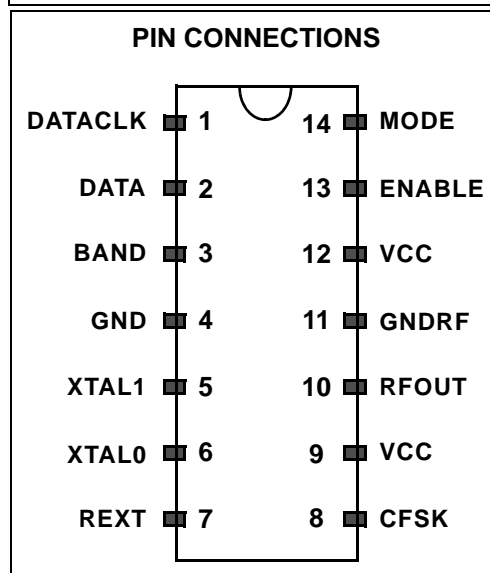 PIN CONNECTIONS
DATACLK 1 14 MODE
DATA 2 13 ENABLE
BAND 3 12 VCC
GND 4 11 GNDRF
XTAL1 5 10 RFOUT
XTAL0 6 9 VCC
REXT 7 8 CFSK